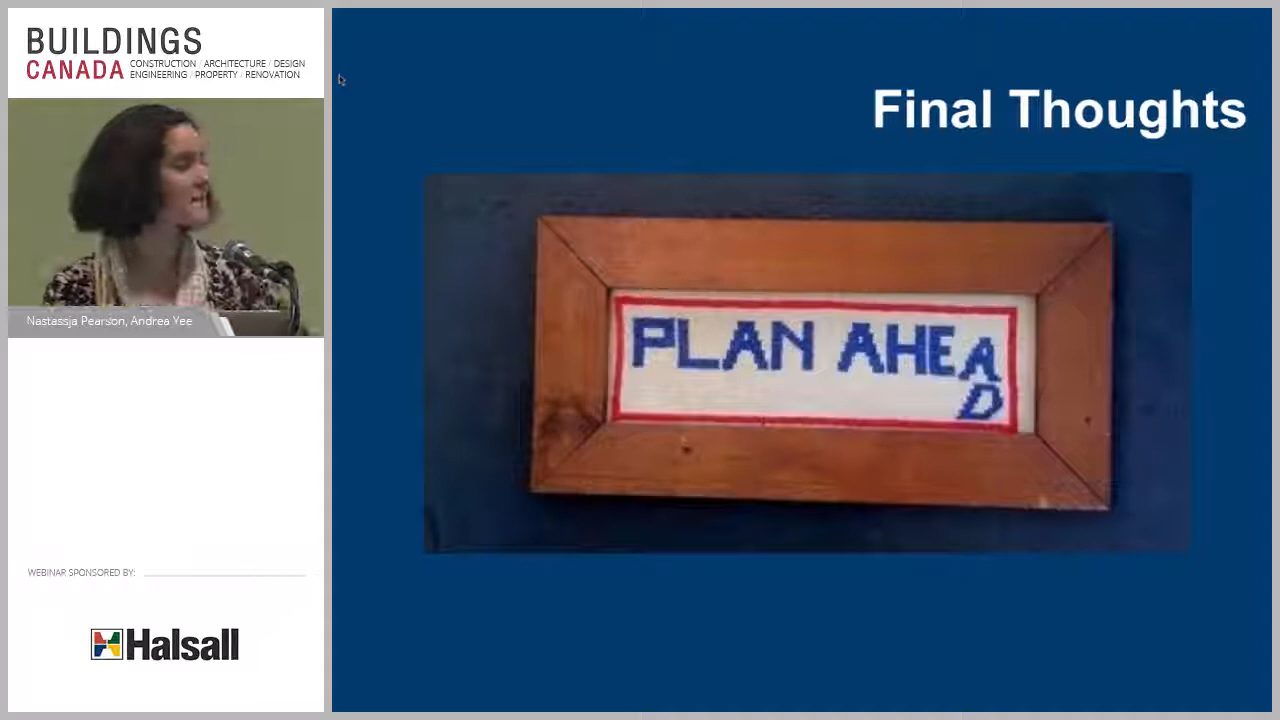 BUILDINGS
CANADA
CONSTRUCTION / ARCHITECTURE / DESIGN
ENGINEERING / PROPERTY / RENOVATION
Nastassja Pearson, Andrea Yee
WEBINAR SPONSORED BY:
Halsall
Final Thoughts
PLAN AHEA
D